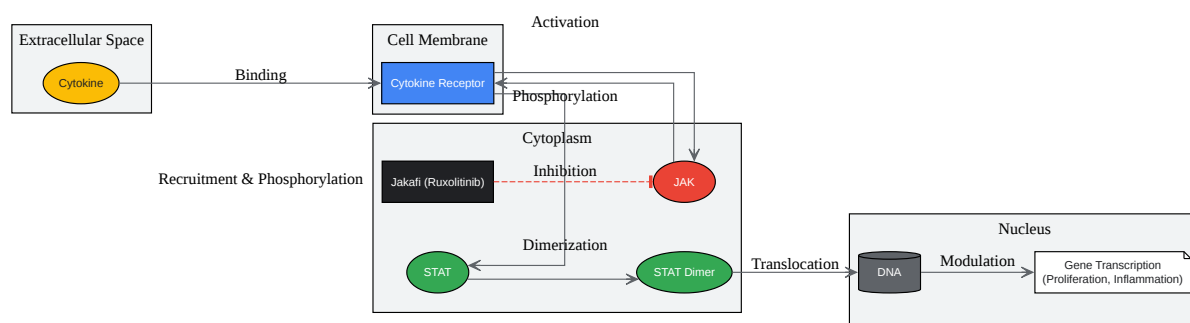 Activation
Extracellular Space
Cell Membrane
Cytokine
Binding
Cytokine Receptor
Phosphorylation
Cytoplasm
Recruitment & Phosphorylation
Jakafi (Ruxolitinib)
Inhibition
JAK
Dimerization
STAT
STAT Dimer
Translocation
Nucleus
DNA
Modulation
Gene Transcription
(Proliferation, Inflammation)